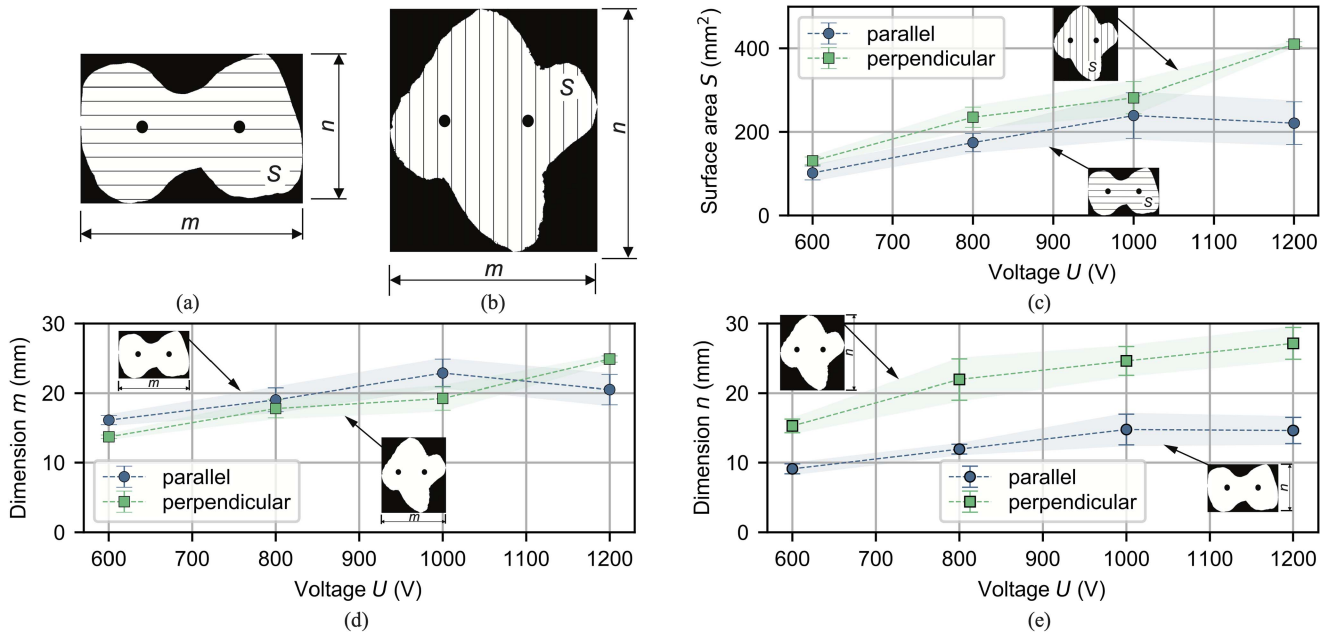 S
n
m
(a)
S
n
m
(b)
Surface area S (mm²)
400
200
0
parallel
perpendicular
S
S
600 700 800 900 1000 1100 1200
Voltage U (V)
(c)
Dimension m (mm)
30
20
10
0
m
m
parallel
perpendicular
600 700 800 900 1000 1100 1200
Voltage U (V)
(d)
Dimension n (mm)
30
20
10
0
n
n
parallel
perpendicular
600 700 800 900 1000 1100 1200
Voltage U (V)
(e)